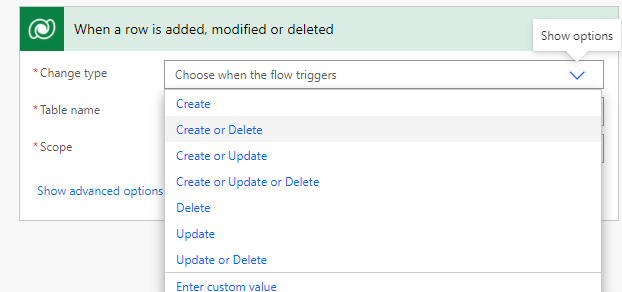 When a row is added, modified or deleted
Show options
* Change type
Choose when the flow triggers
Create
* Table name
Create or Delete
* Scope
Create or Update
Create or Update or Delete
Show advanced options
Delete
Update
Update or Delete
Enter custom value